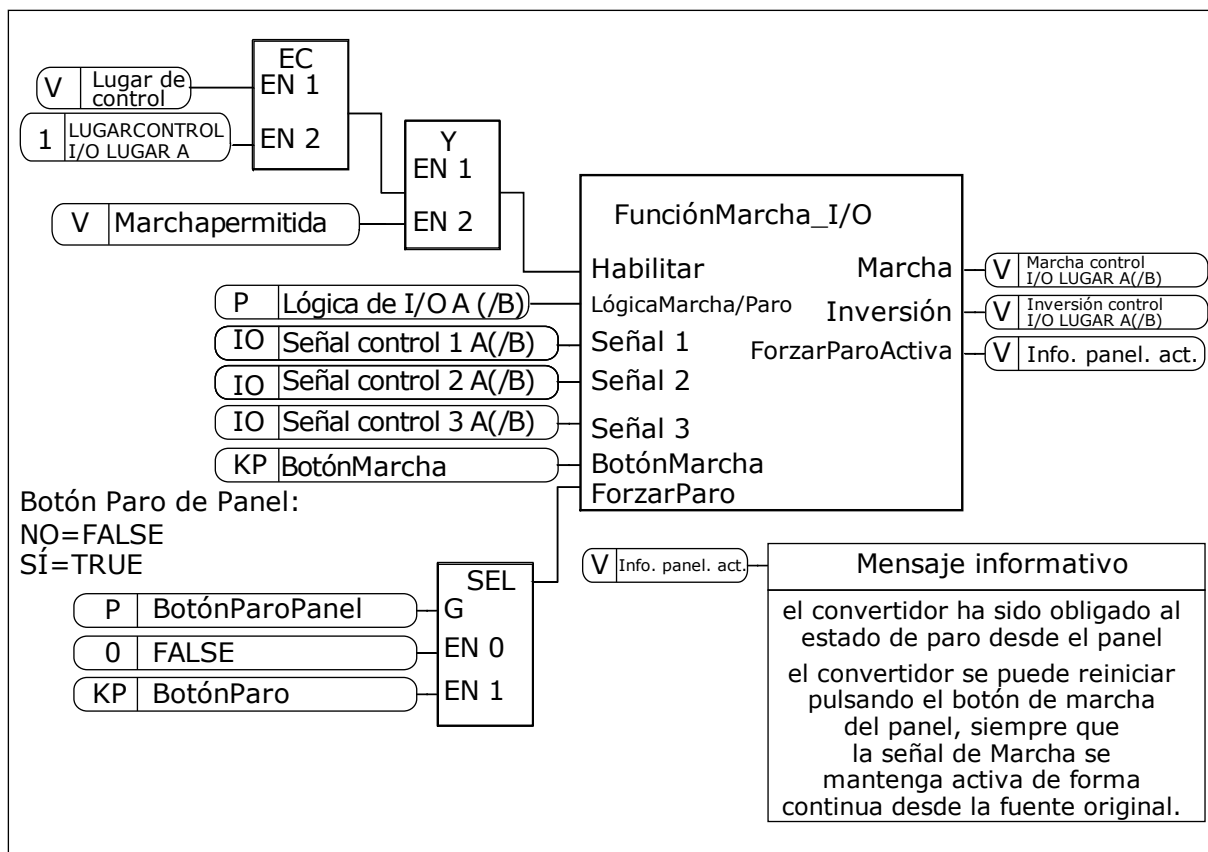 EC
EN 1
EN 2
V Lugar de
control
1 LUGARCONTROL
I/O LUGAR A
Y
EN 1
EN 2
V Marchapermitida
FunciónMarcha_I/O
Habilitar
LógicaMarcha/Paro
Señal 1
Señal 2
Señal 3
BotónMarcha
ForzarParo
Marcha
Inversión
ForzarParoActiva
V Marcha control
I/O LUGAR A(/B)
V Inversión control
I/O LUGAR A(/B)
V Info. panel. act.
P Lógica de I/O A (/B)
IO Señal control 1 A(/B)
IO Señal control 2 A(/B)
IO Señal control 3 A(/B)
KP BotónMarcha
Botón Paro de Panel:
NO=FALSE
SÍ=TRUE
SEL
G
EN 0
EN 1
P BotónParoPanel
0 FALSE
KP BotónParo
V Info. panel. act.
Mensaje informativo
el convertidor ha sido obligado al
estado de paro desde el panel
el convertidor se puede reiniciar
pulsando el botón de marcha
del panel, siempre que
la señal de Marcha se
mantenga activa de forma
continua desde la fuente original.